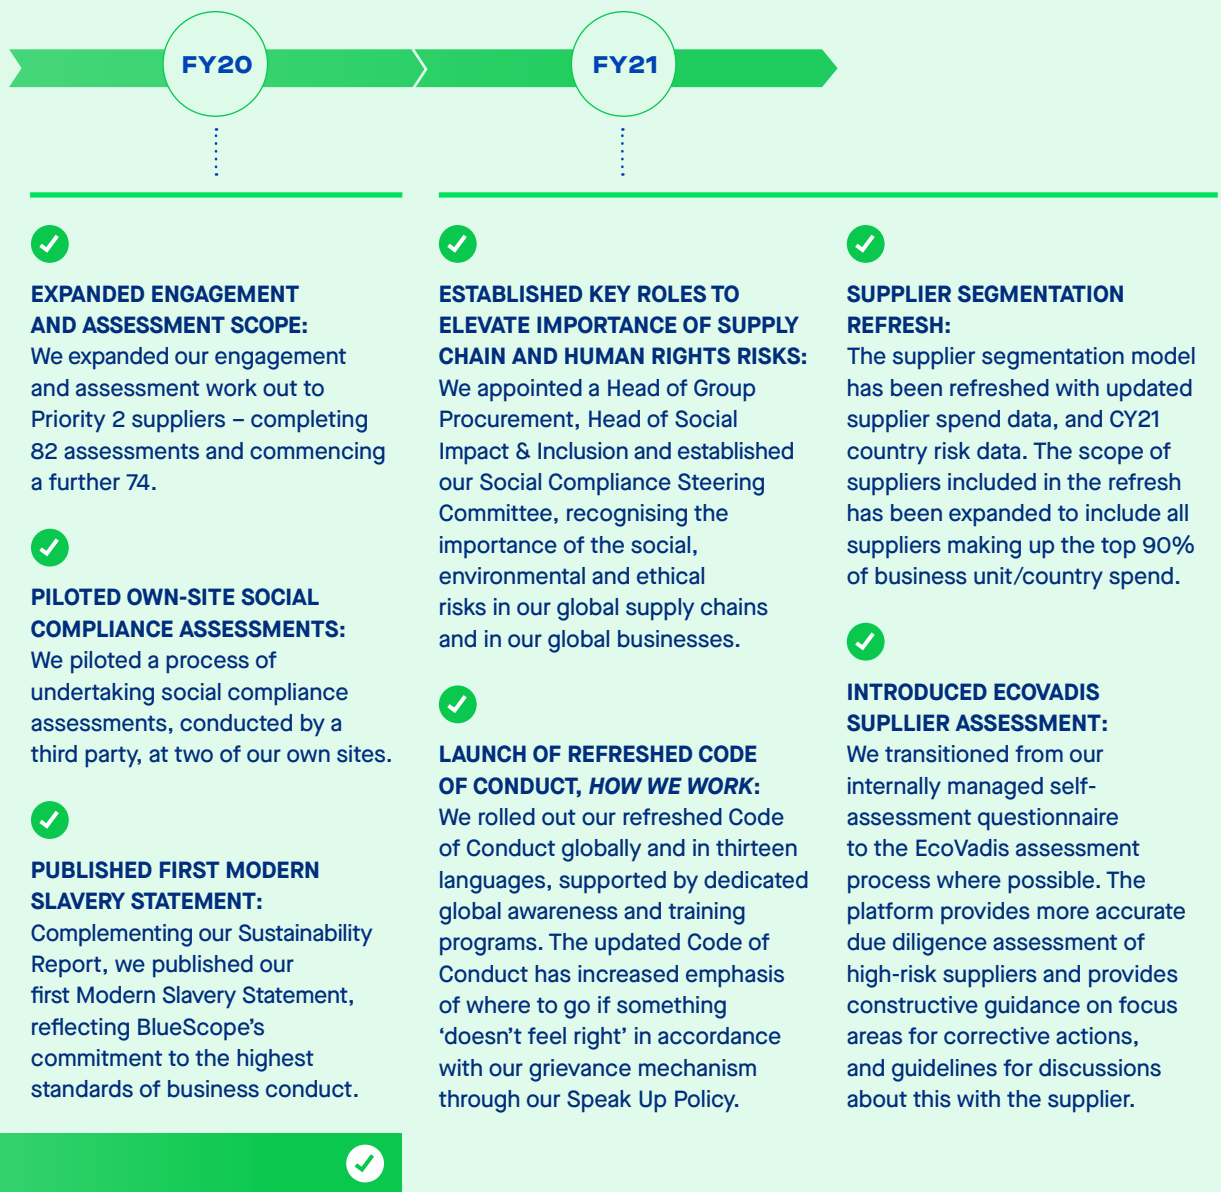 FY20
FY21
EXPANDED ENGAGEMENT
AND ASSESSMENT SCOPE:
We expanded our engagement
and assessment work out to
Priority 2 suppliers – completing
82 assessments and commencing
a further 74.
PILOTED OWN-SITE SOCIAL
COMPLIANCE ASSESSMENTS:
We piloted a process of
undertaking social compliance
assessments, conducted by a
third party, at two of our own sites.
PUBLISHED FIRST MODERN
SLAVERY STATEMENT:
Complementing our Sustainability
Report, we published our
first Modern Slavery Statement,
reflecting BlueScope’s
commitment to the highest
standards of business conduct.
ESTABLISHED KEY ROLES TO
ELEVATE IMPORTANCE OF SUPPLY
CHAIN AND HUMAN RIGHTS RISKS:
We appointed a Head of Group
Procurement, Head of Social
Impact & Inclusion and established
our Social Compliance Steering
Committee, recognising the
importance of the social,
environmental and ethical
risks in our global supply chains
and in our global businesses.
LAUNCH OF REFRESHED CODE
OF CONDUCT, HOW WE WORK:
We rolled out our refreshed Code
of Conduct globally and in thirteen
languages, supported by dedicated
global awareness and training
programs. The updated Code of
Conduct has increased emphasis
of where to go if something
‘doesn’t feel right’ in accordance
with our grievance mechanism
through our Speak Up Policy.
SUPPLIER SEGMENTATION
REFRESH:
The supplier segmentation model
has been refreshed with updated
supplier spend data, and CY21
country risk data. The scope of
suppliers included in the refresh
has been expanded to include all
suppliers making up the top 90%
of business unit/country spend.
INTRODUCED ECOVADIS
SUPLLIER ASSESSMENT:
We transitioned from our
internally managed self-
assessment questionnaire
to the EcoVadis assessment
process where possible. The
platform provides more accurate
due diligence assessment of
high-risk suppliers and provides
constructive guidance on focus
areas for corrective actions,
and guidelines for discussions
about this with the supplier.